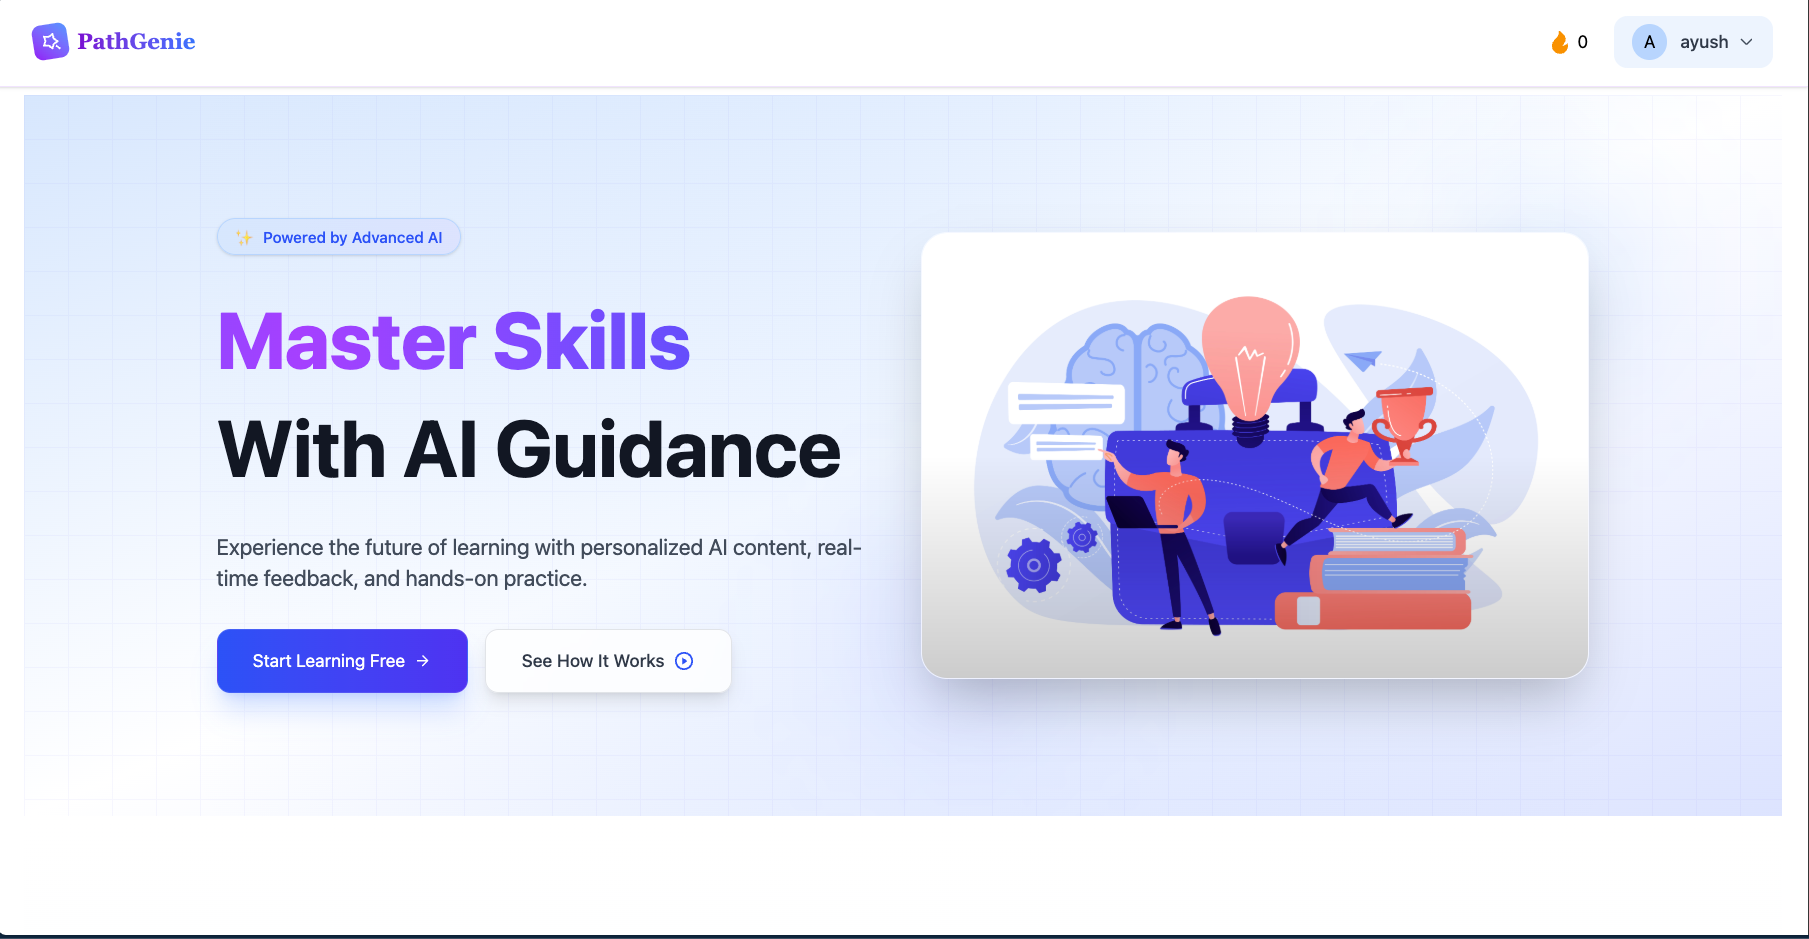 PathGenie
0
A
ayush
✨ Powered by Advanced AI
Master Skills
With AI Guidance
Experience the future of learning with personalized AI content, real-
time feedback, and hands-on practice.
Start Learning Free →
See How It Works